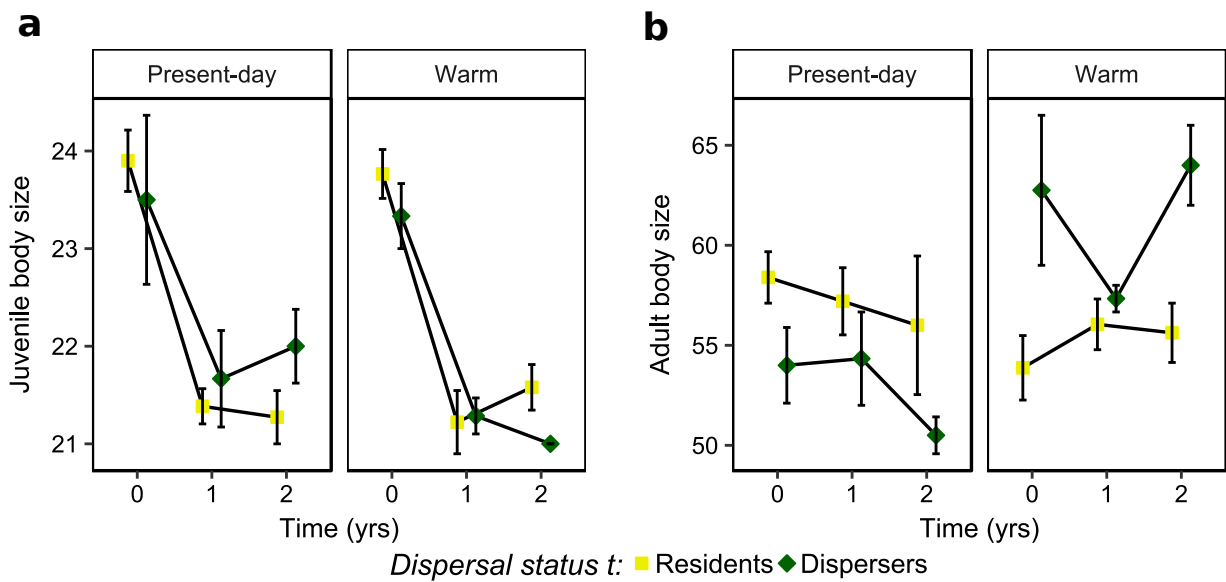 a
b
Present-day
Warm
Present-day
Warm
Juvenile body size
24
23
22
21
0 1 2
0 1 2
Time (yrs)
Adult body size
65
60
55
50
0 1 2
0 1 2
Time (yrs)
Dispersal status t: Residents Dispersers